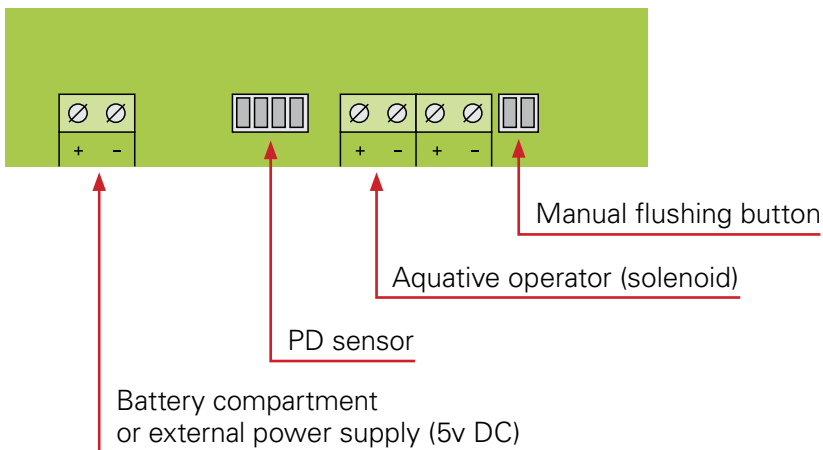 + - + - + -
Manual flushing button
Aquative operator (solenoid)
PD sensor
Battery compartment
or external power supply (5v DC)